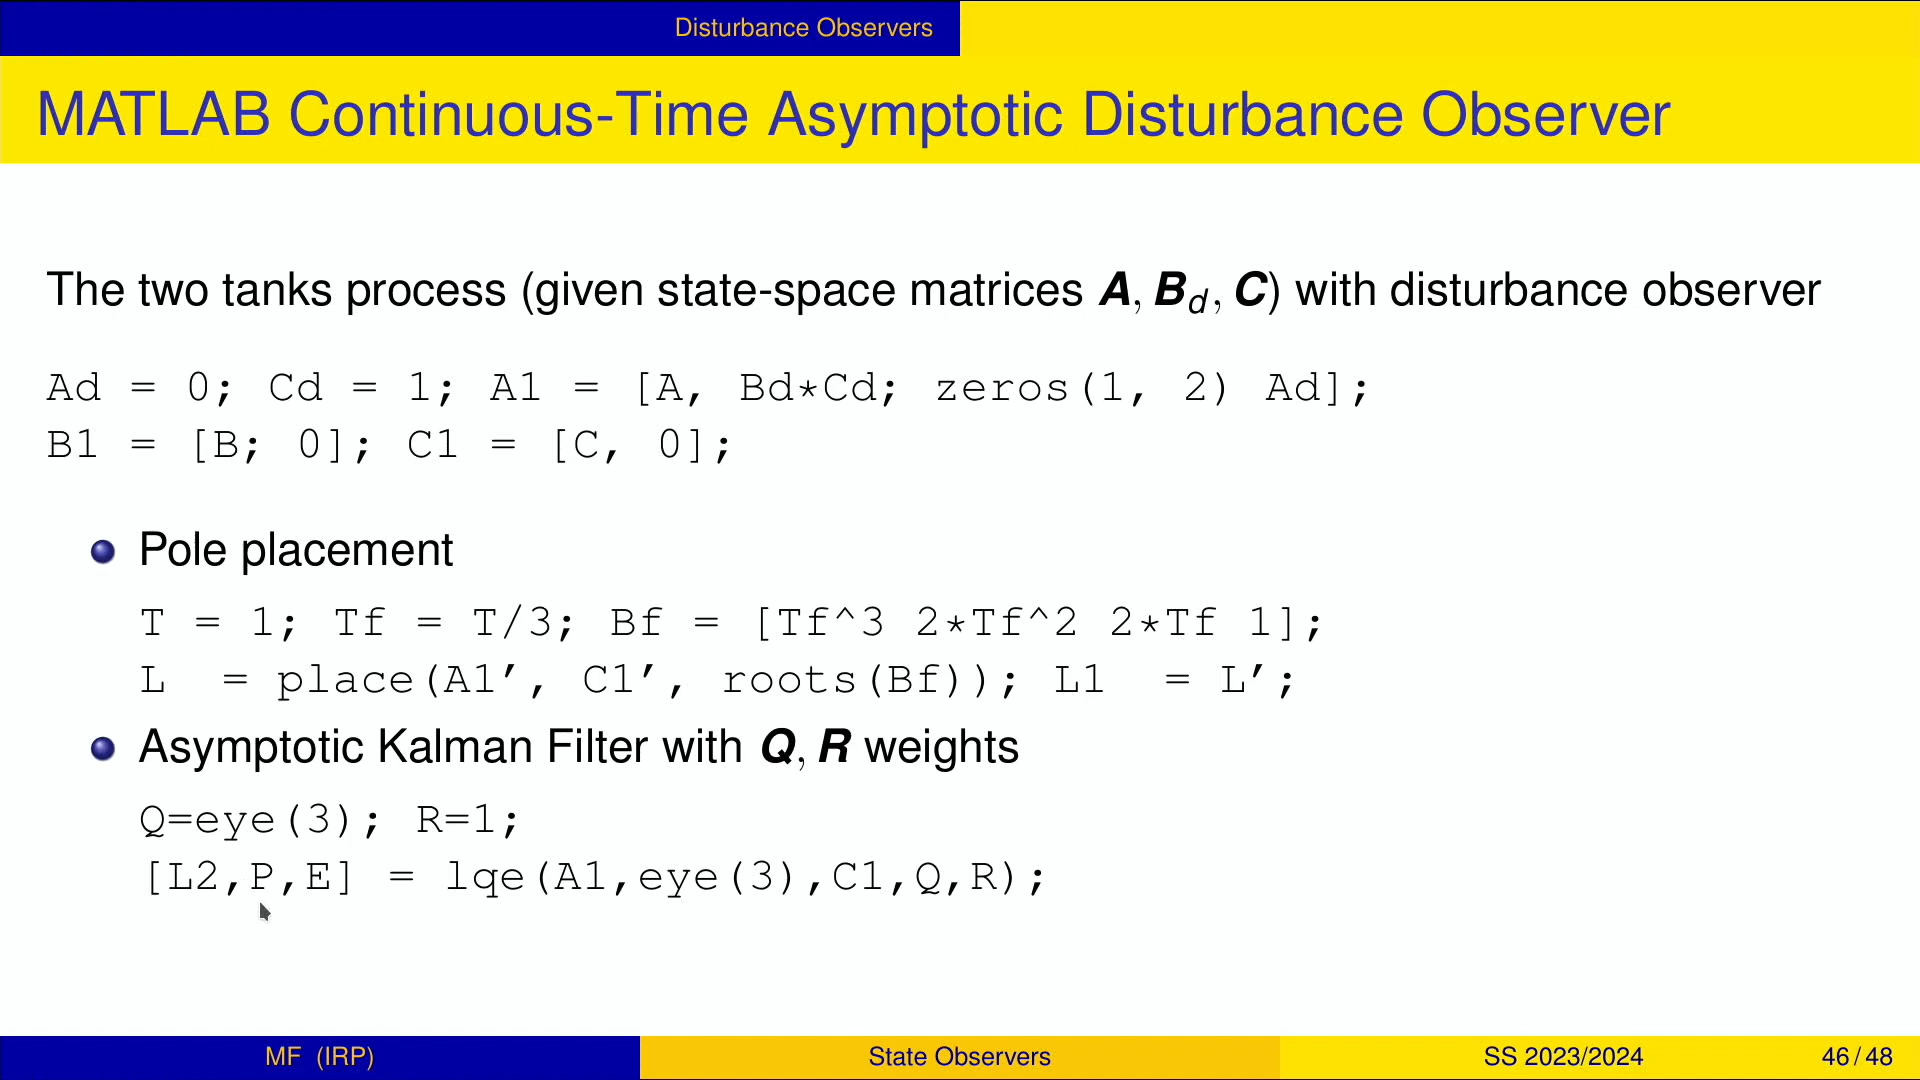 Disturbance Observers
MATLAB Continuous-Time Asymptotic Disturbance Observer
The two tanks process (given state-space matrices A, B_d, C) with disturbance observer
Ad = 0; Cd = 1; A1 = [A, Bd*Cd; zeros(1, 2) Ad];
B1 = [B; 0]; C1 = [C, 0];
Pole placement
T = 1; Tf = T/3; Bf = [Tf^3 2*Tf^2 2*Tf 1];
L = place(A1', C1', roots(Bf)); L1 = L';
Asymptotic Kalman Filter with Q, R weights
Q=eye(3); R=1;
[L2,P,E] = lqe(A1,eye(3),C1,Q,R);
MF (IRP) State Observers SS 2023/2024 46 / 48